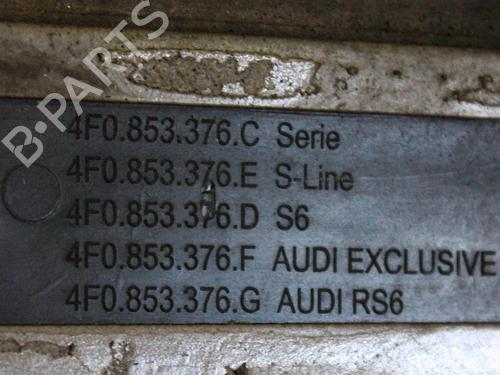 B-PARTS
4F0.853.376.C Serie
4F0.853.376.E S-Line
4F0.853.376.D S6
4F0.853.376.F AUDI EXCLUSIVE
4F0.853.376.G AUDI RS6